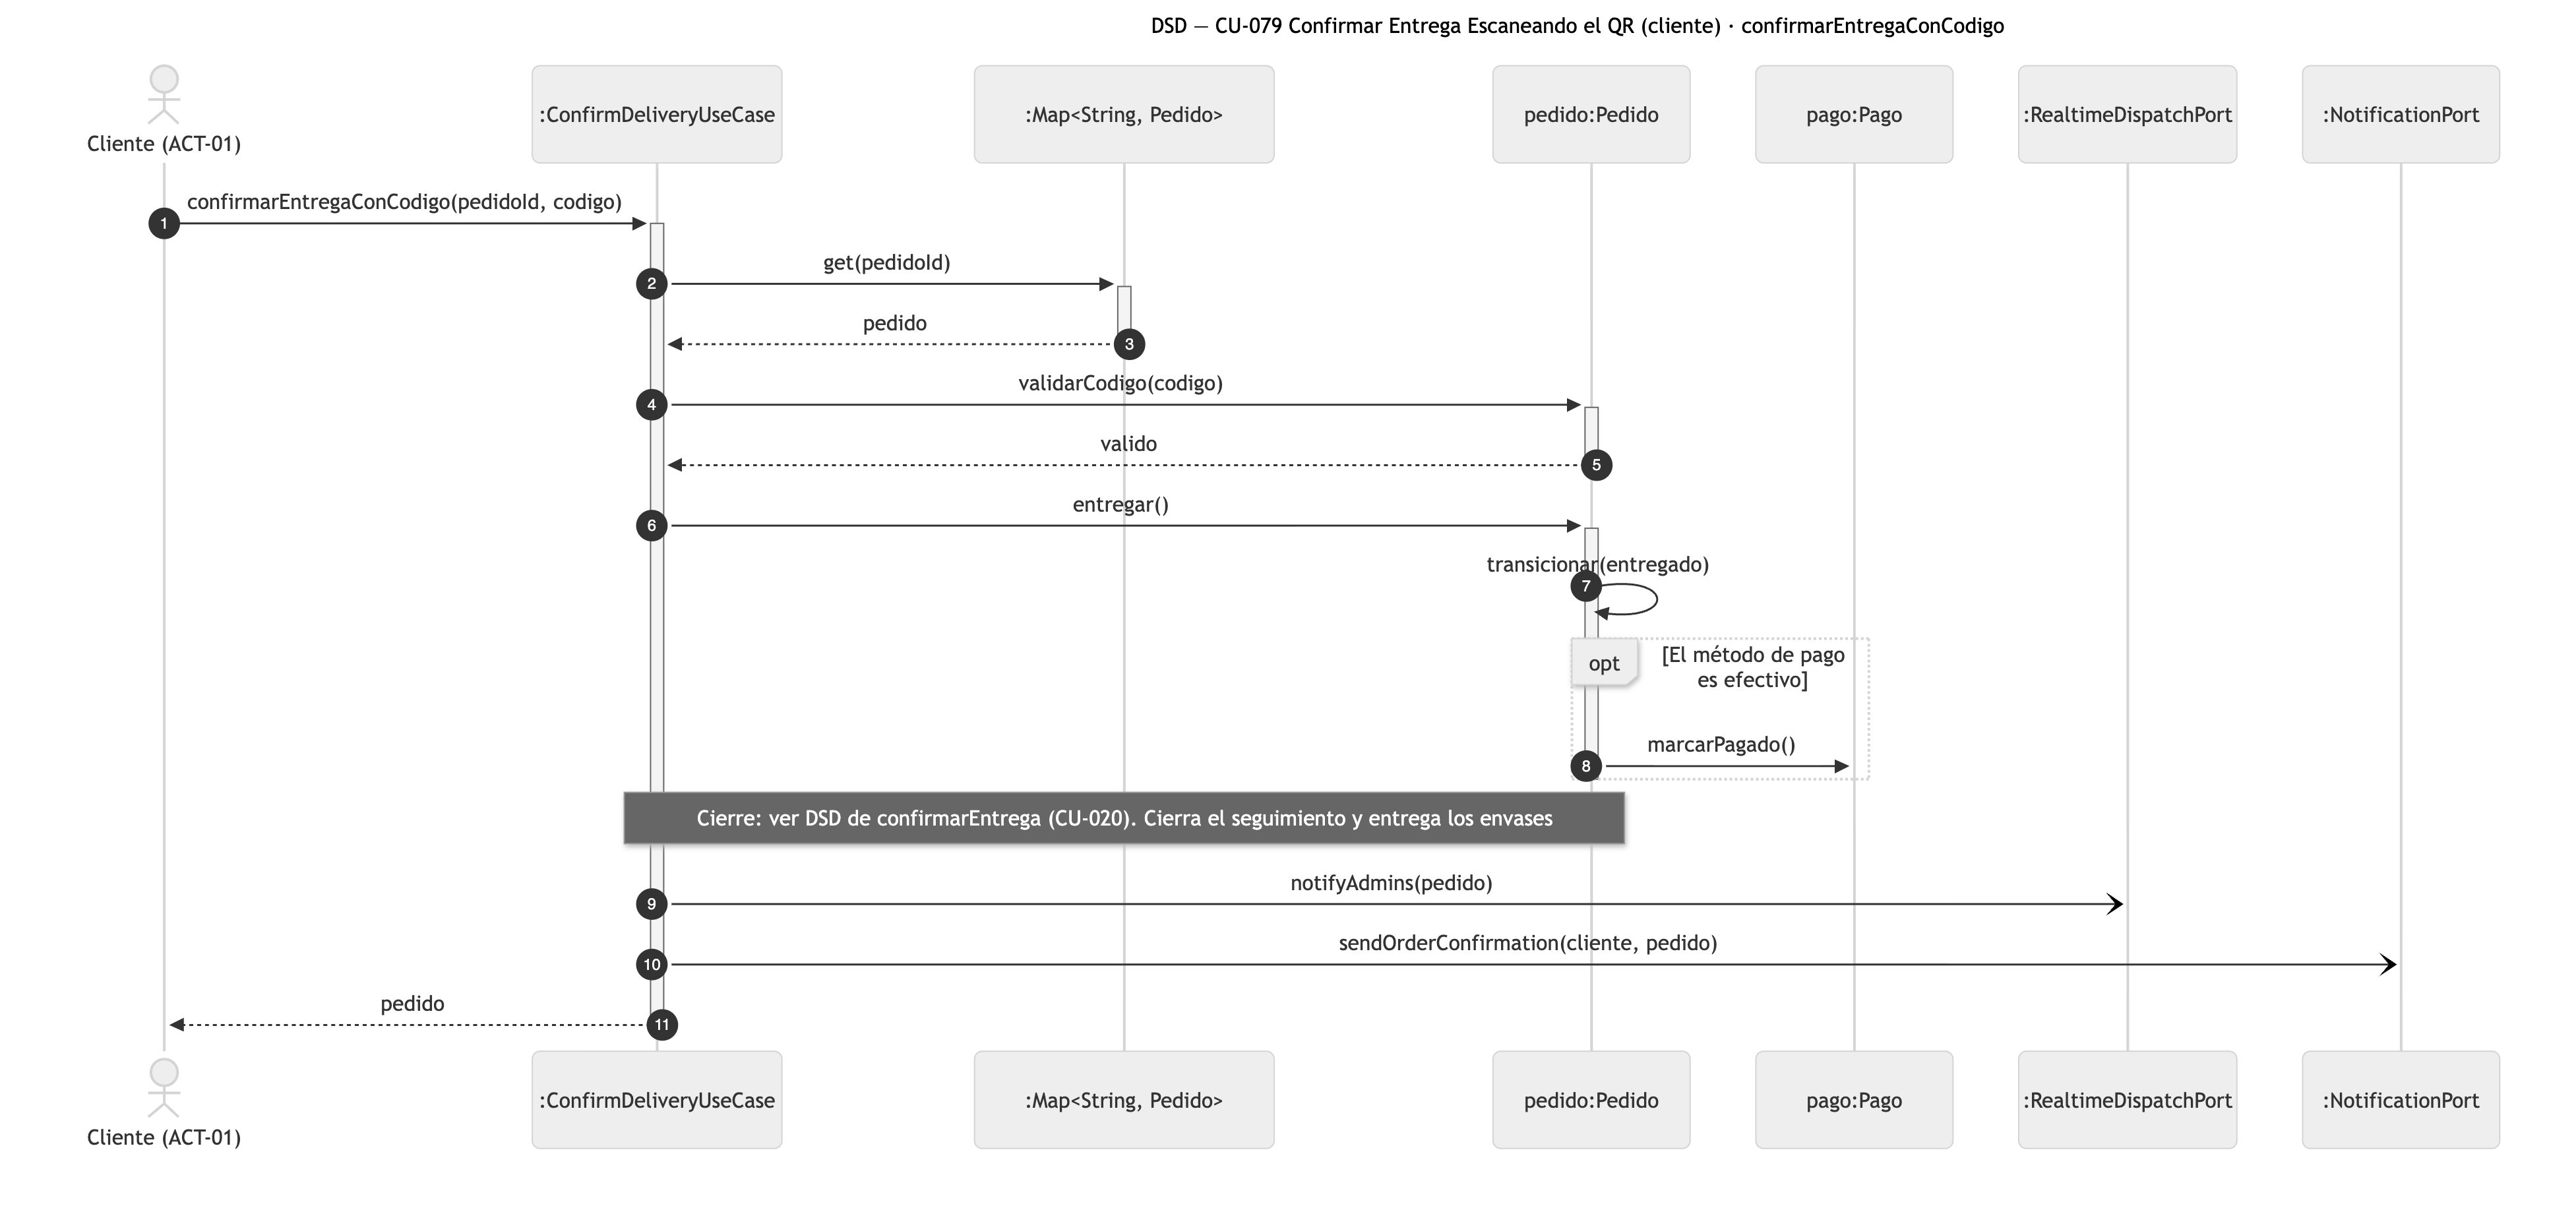 DSD — CU-079 Confirmar Entrega Escaneando el QR (cliente) · confirmarEntregaConCodigo
Cliente (ACT-01)
:ConfirmDeliveryUseCase
:Map<String, Pedido>
pedido:Pedido
pago:Pago
:RealtimeDispatchPort
:NotificationPort
confirmarEntregaConCodigo(pedidoId, codigo)
1
get(pedidoId)
2
pedido
3
validarCodigo(codigo)
4
valido
5
entregar()
6
transicionar(entregado)
7
opt
[El método de pago
es efectivo]
marcarPagado()
8
Cierre: ver DSD de confirmarEntrega (CU-020). Cierra el seguimiento y entrega los envases
notifyAdmins(pedido)
9
sendOrderConfirmation(cliente, pedido)
10
pedido
11
Cliente (ACT-01)
:ConfirmDeliveryUseCase
:Map<String, Pedido>
pedido:Pedido
pago:Pago
:RealtimeDispatchPort
:NotificationPort